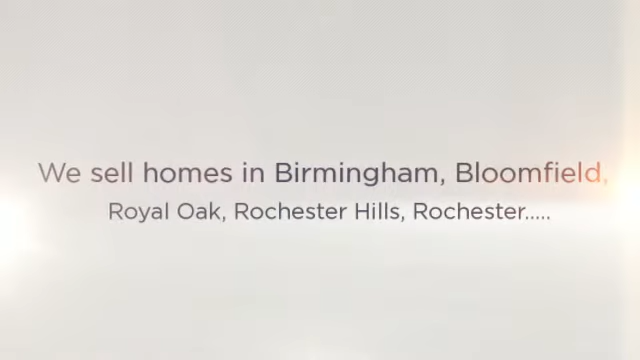 We sell homes in Birmingham, Bloomfield,
Royal Oak, Rochester Hills, Rochester.....